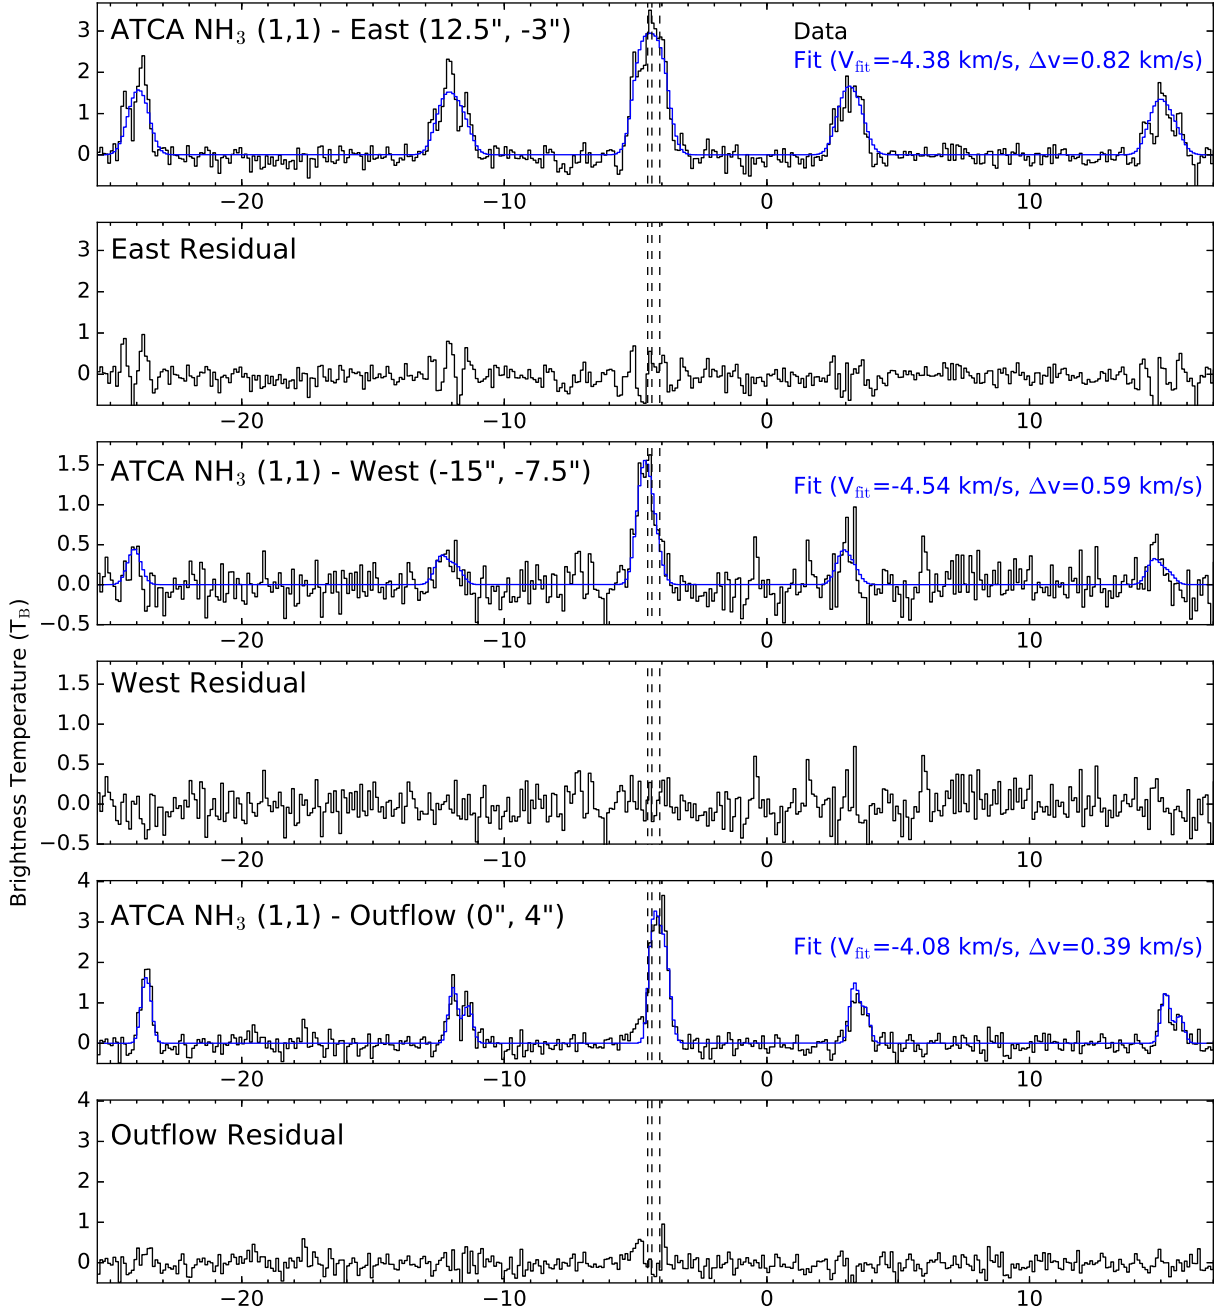 ATCA NH₃ (1,1) - East (12.5", -3")
Data
Fit (V_fit=-4.38 km/s, Δv=0.82 km/s)
3
2
1
0
−20 −10 0 10
East Residual
3
2
1
0
−20 −10 0 10
ATCA NH₃ (1,1) - West (-15", -7.5")
Fit (V_fit=-4.54 km/s, Δv=0.59 km/s)
1.5
1.0
0.5
0.0
−0.5
−20 −10 0 10
Brightness Temperature (T_B)
West Residual
1.5
1.0
0.5
0.0
−0.5
−20 −10 0 10
ATCA NH₃ (1,1) - Outflow (0", 4")
Fit (V_fit=-4.08 km/s, Δv=0.39 km/s)
4
3
2
1
0
−20 −10 0 10
Outflow Residual
4
3
2
1
0
−20 −10 0 10